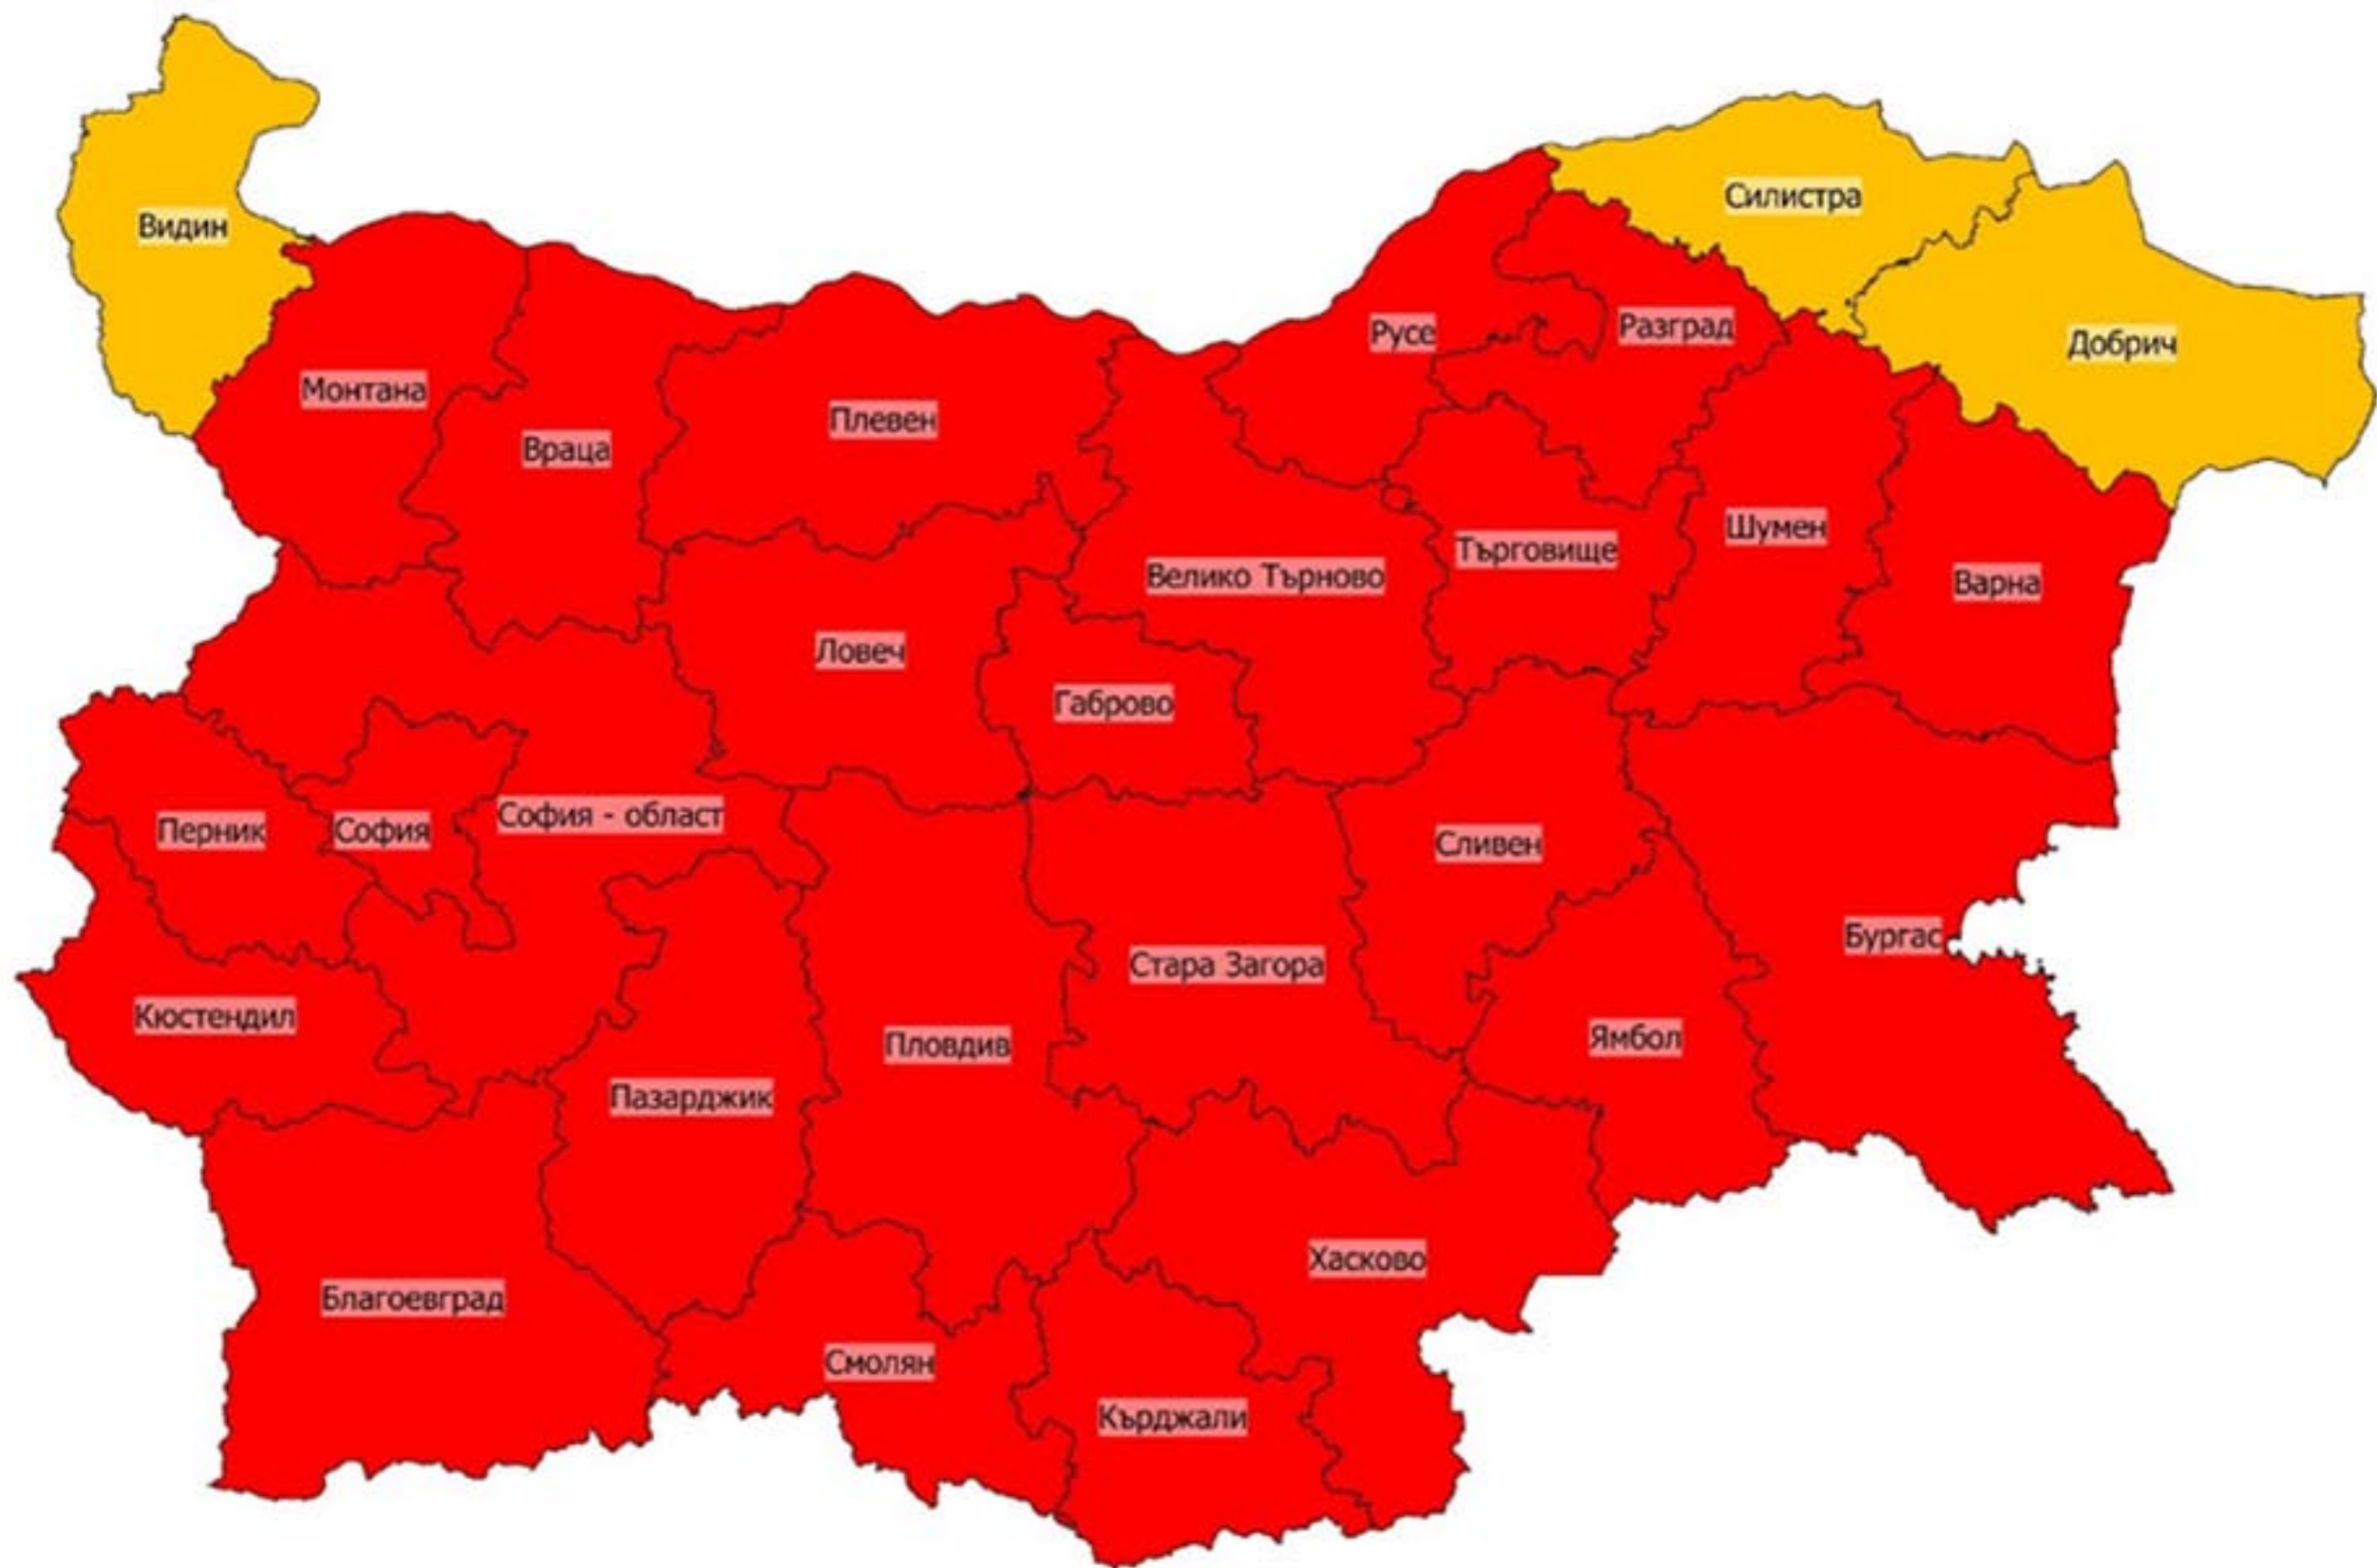 Видин
Силистра
Добрич
Русе
Разград
Монтана
Плевен
Враца
Шумен
Търговище
Велико Търново
Варна
Ловеч
Габрово
София - област
Перник
София
Сливен
Бургас
Стара Загора
Кюстендил
Ямбол
Пловдив
Пазарджик
Хасково
Благоевград
Смолян
Кърджали